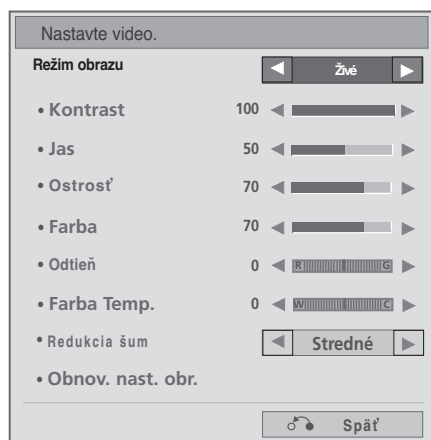 Nastavte video.
Režim obrazu ◀ Živé ▶
• Kontrast 100 ◀ ▶
• Jas 50 ◀ ▶
• Ostrosť 70 ◀ ▶
• Farba 70 ◀ ▶
• Odtieň 0 ◀ R G ▶
• Farba Temp. 0 ◀ W C ▶
• Redukcia šum ◀ Stredné ▶
• Obnov. nast. obr.
Späť